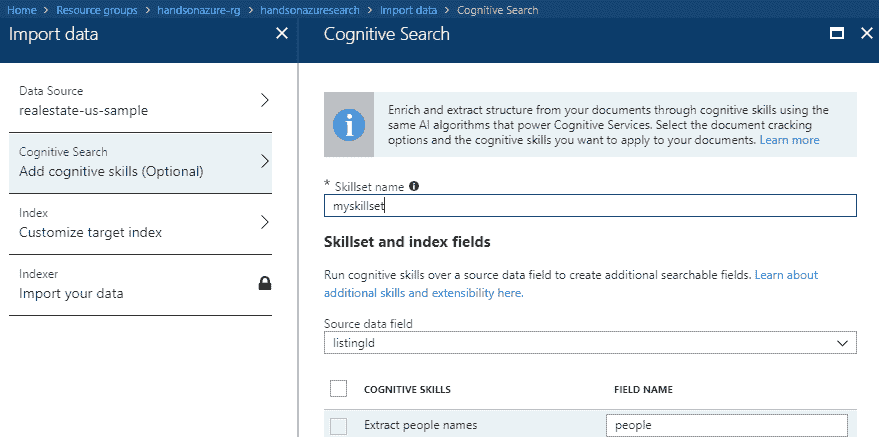 Home > Resource groups > handsonazure-rg > handsonazuresearch > Import data > Cognitive Search
Import data
Data Source
realestate-us-sample
Cognitive Search
Add cognitive skills (Optional)
Index
Customize target index
Indexer
Import your data
Cognitive Search
Enrich and extract structure from your documents through cognitive skills using the
same AI algorithms that power Cognitive Services. Select the document cracking
options and the cognitive skills you want to apply to your documents. Learn more
* Skillset name
myskillset
Skillset and index fields
Run cognitive skills over a source data field to create additional searchable fields. Learn about
additional skills and extensibility here.
Source data field
listingId
COGNITIVE SKILLS FIELD NAME
Extract people names people